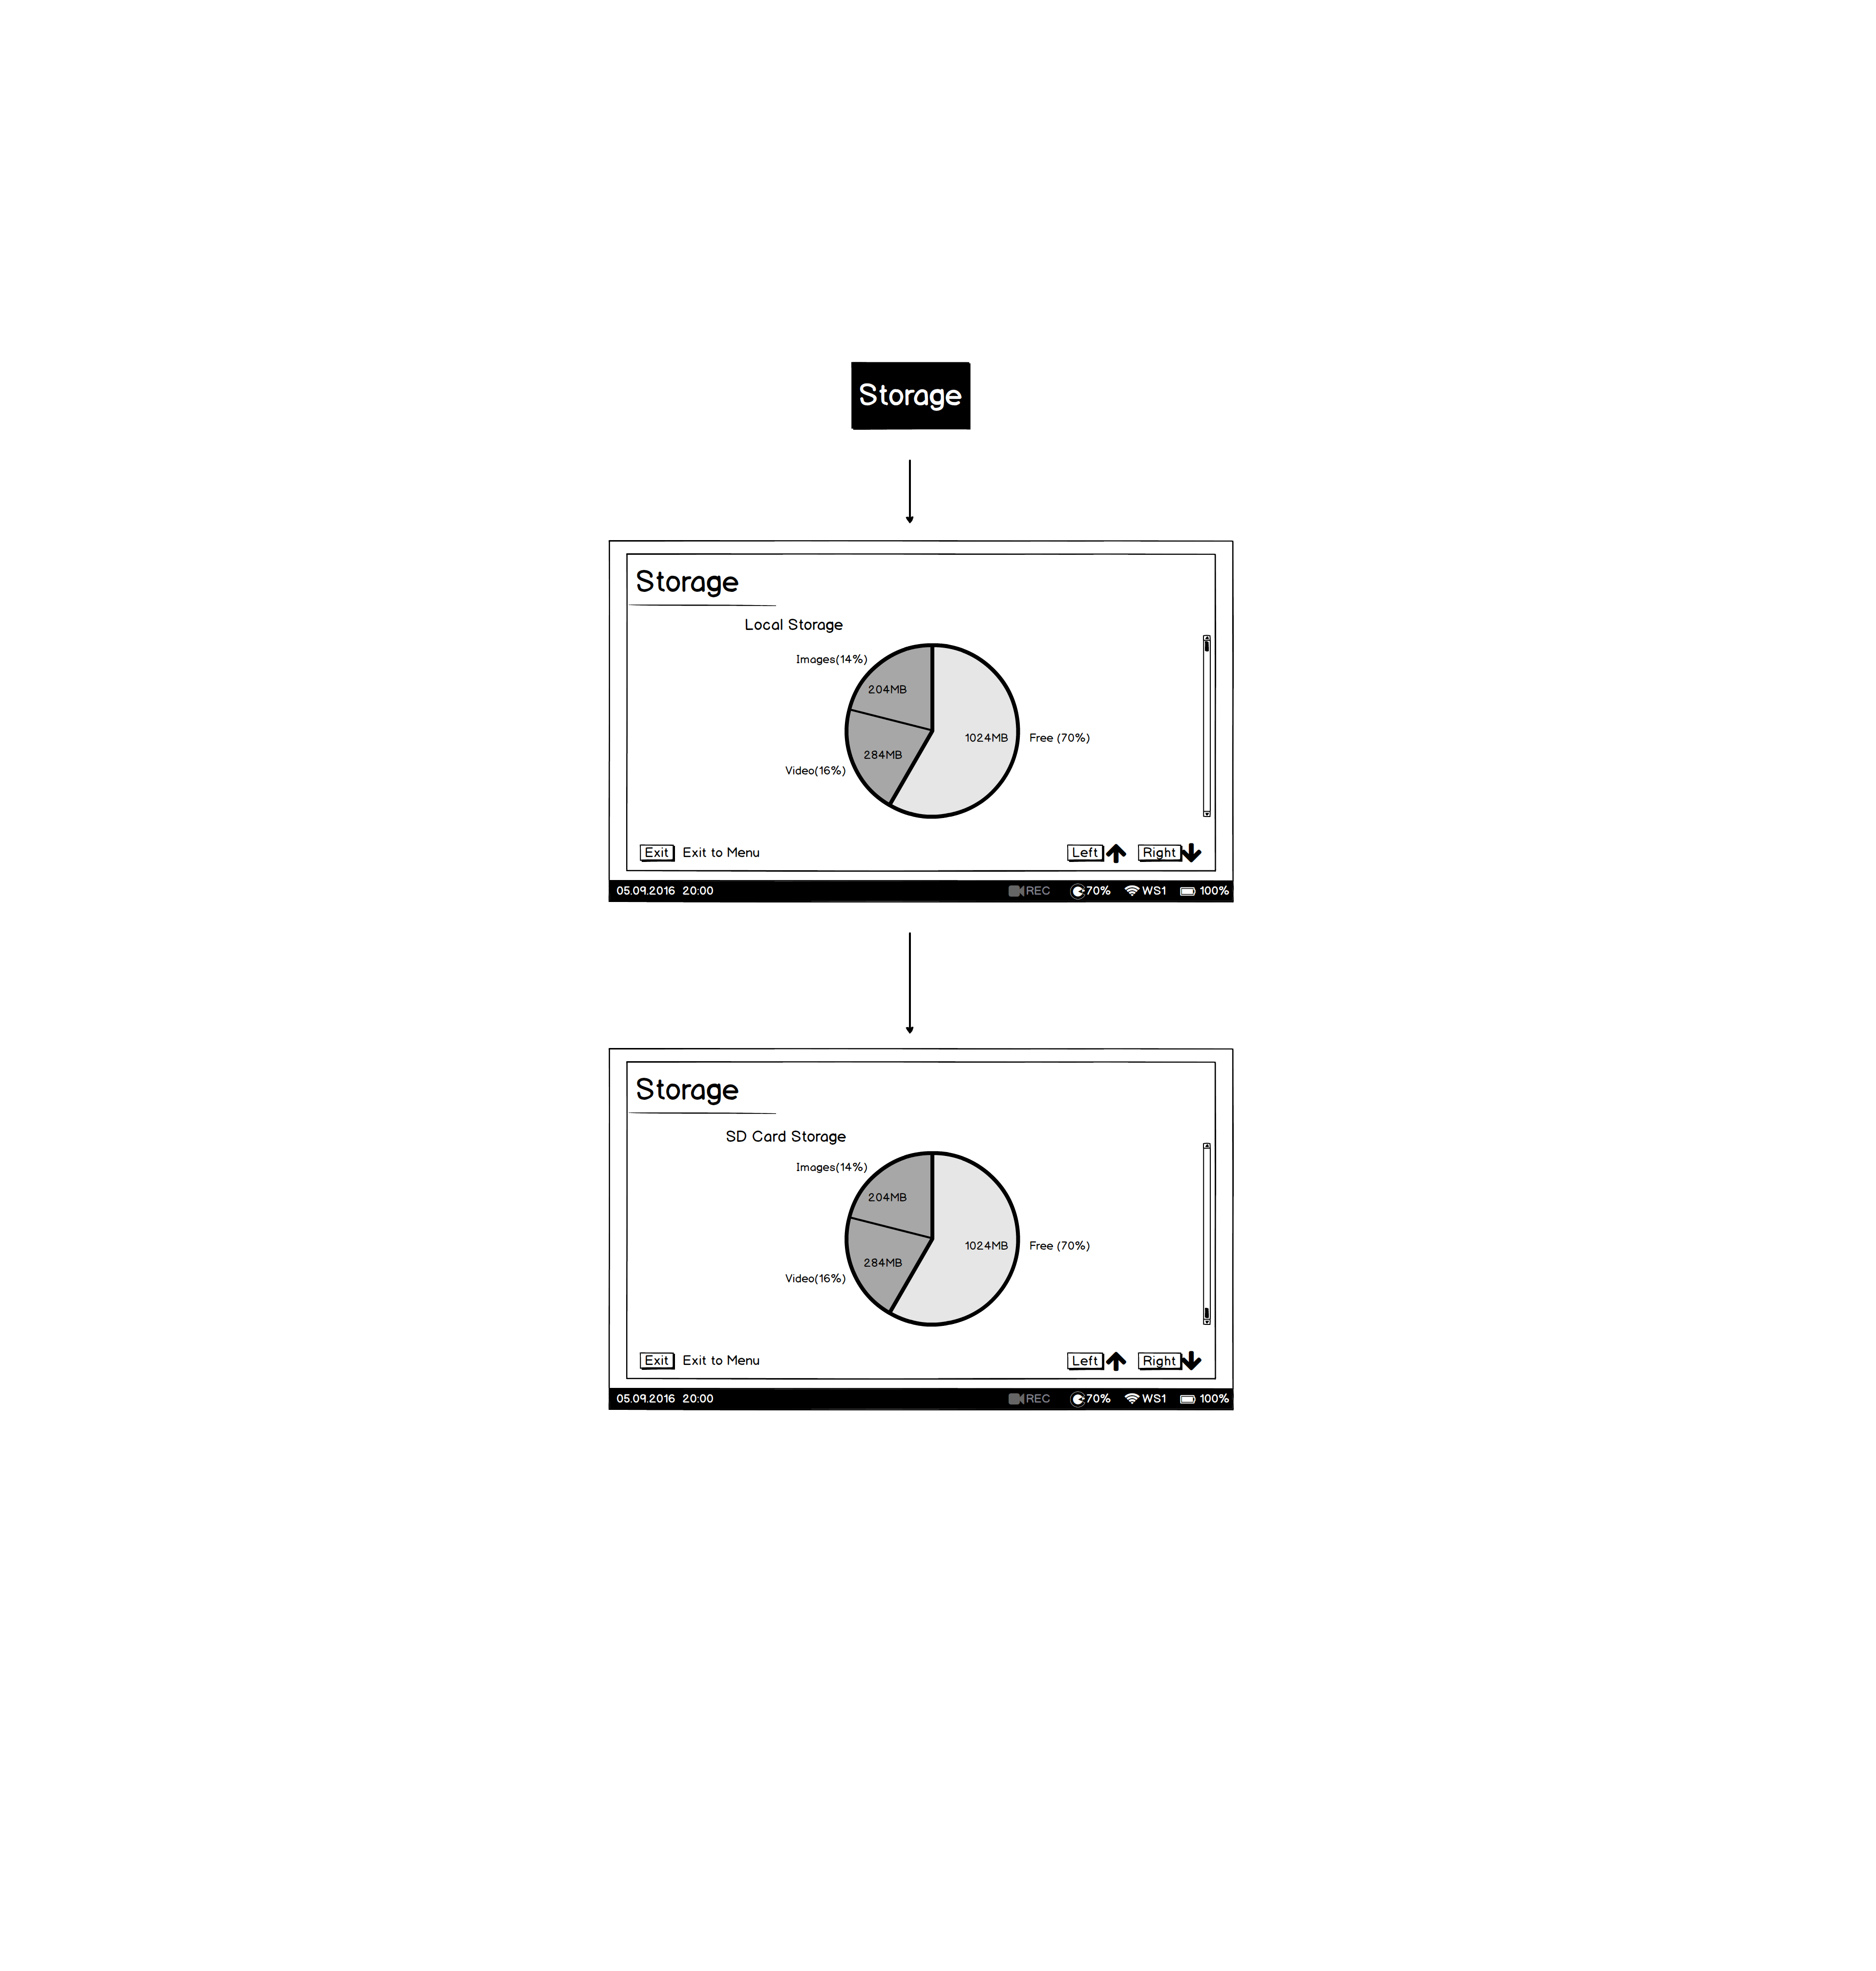 Storage
Storage
Local Storage
Images(14%)
204MB
1024MB Free (70%)
284MB
Video(16%)
Exit Exit to Menu Left Right
05.09.2016 20:00 REC 70% WS1 100%
Storage
SD Card Storage
Images(14%)
204MB
1024MB Free (70%)
284MB
Video(16%)
Exit Exit to Menu Left Right
05.09.2016 20:00 REC 70% WS1 100%